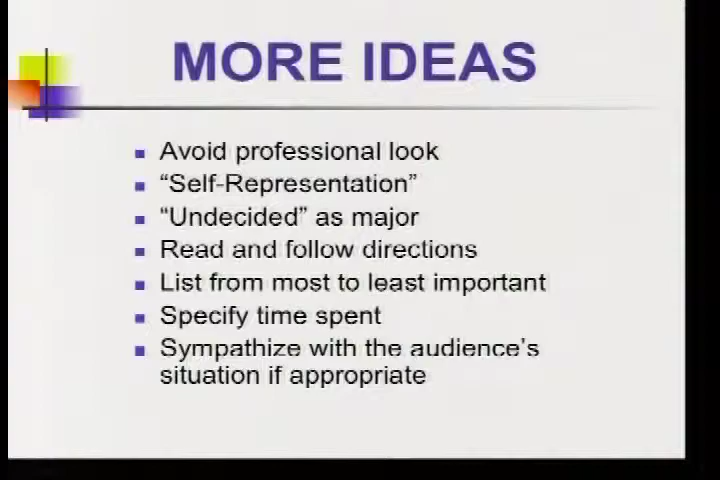 MORE IDEAS
Avoid professional look
“Self-Representation”
“Undecided” as major
Read and follow directions
List from most to least important
Specify time spent
Sympathize with the audience’s
situation if appropriate